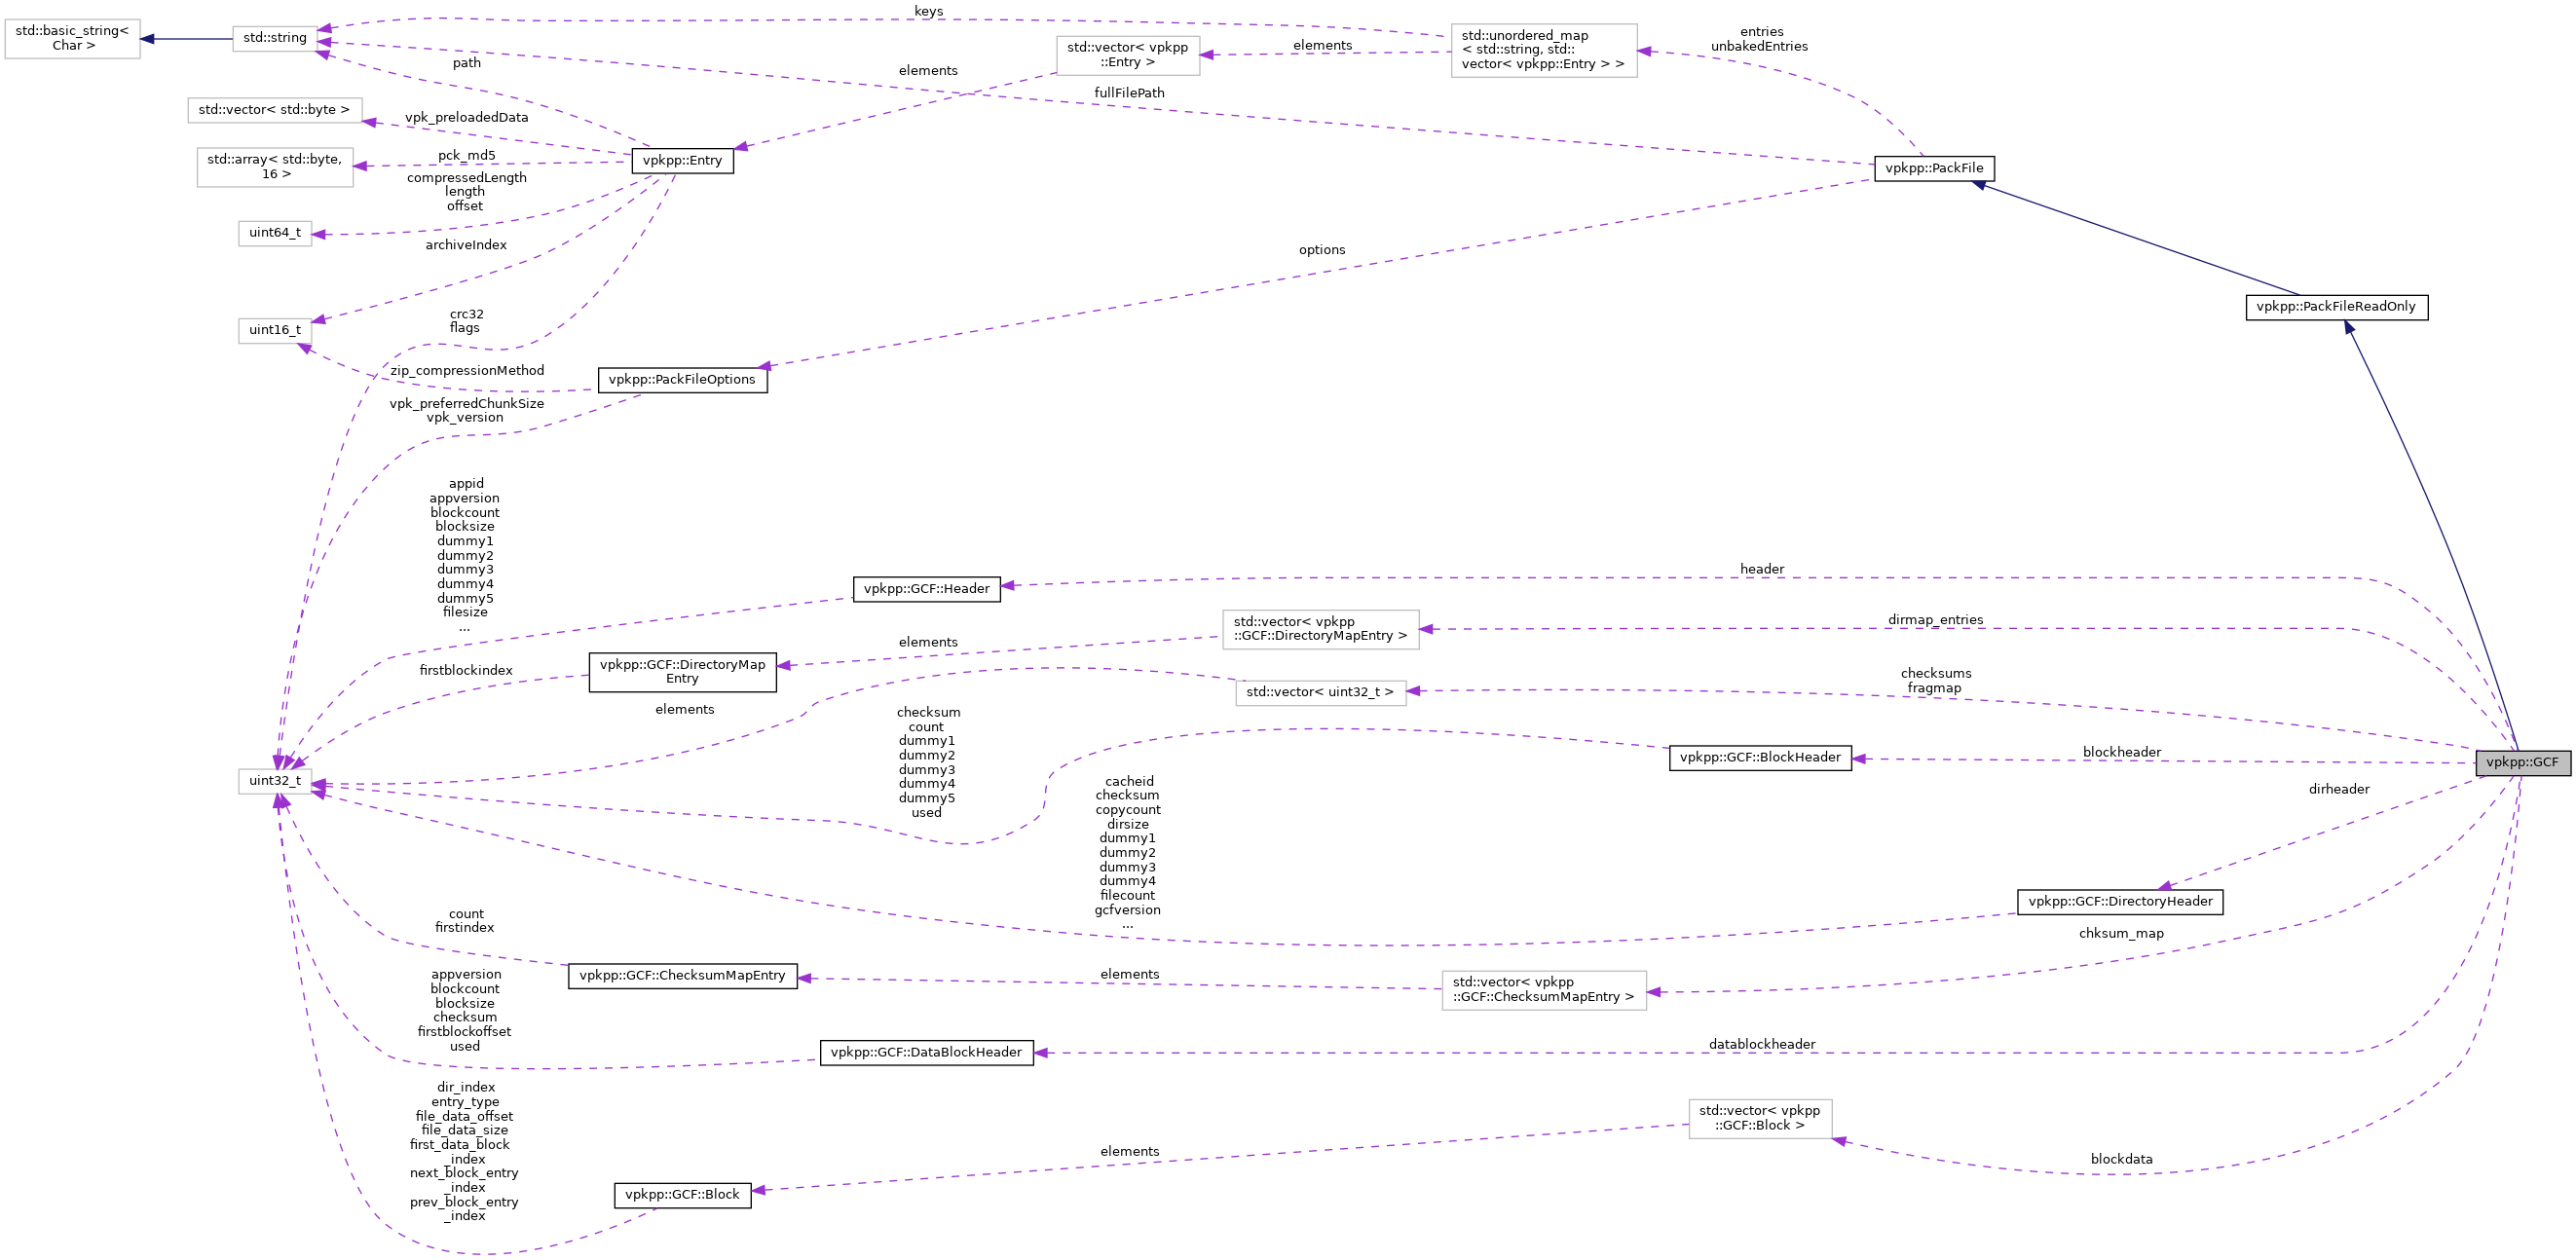 keys
std::basic_string<
Char >
std::string
std::vector< vpkpp
::Entry >
elements
std::unordered_map
< std::string, std::
vector< vpkpp::Entry > >
entries
unbakedEntries
path
elements
fullFilePath
std::vector< std::byte >
vpk_preloadedData
std::array< std::byte,
16 >
pck_md5
vpkpp::Entry
vpkpp::PackFile
compressedLength
length
offset
uint64_t
archiveIndex
options
vpkpp::PackFileReadOnly
uint16_t
crc32
flags
zip_compressionMethod
vpkpp::PackFileOptions
vpk_preferredChunkSize
vpk_version
appid
appversion
blockcount
blocksize
dummy1
dummy2
dummy3
dummy4
dummy5
filesize
...
vpkpp::GCF::Header
header
std::vector< vpkpp
::GCF::DirectoryMapEntry >
dirmap_entries
elements
vpkpp::GCF::DirectoryMap
Entry
firstblockindex
checksums
fragmap
std::vector< uint32_t >
elements
checksum
count
dummy1
dummy2
dummy3
dummy4
dummy5
used
vpkpp::GCF::BlockHeader
blockheader
vpkpp::GCF
uint32_t
cacheid
checksum
copycount
dirsize
dummy1
dummy2
dummy3
dummy4
filecount
gcfversion
...
dirheader
vpkpp::GCF::DirectoryHeader
count
firstindex
chksum_map
vpkpp::GCF::ChecksumMapEntry
elements
std::vector< vpkpp
::GCF::ChecksumMapEntry >
appversion
blockcount
blocksize
checksum
firstblockoffset
used
vpkpp::GCF::DataBlockHeader
datablockheader
dir_index
entry_type
file_data_offset
file_data_size
first_data_block
_index
next_block_entry
_index
prev_block_entry
_index
std::vector< vpkpp
::GCF::Block >
elements
blockdata
vpkpp::GCF::Block